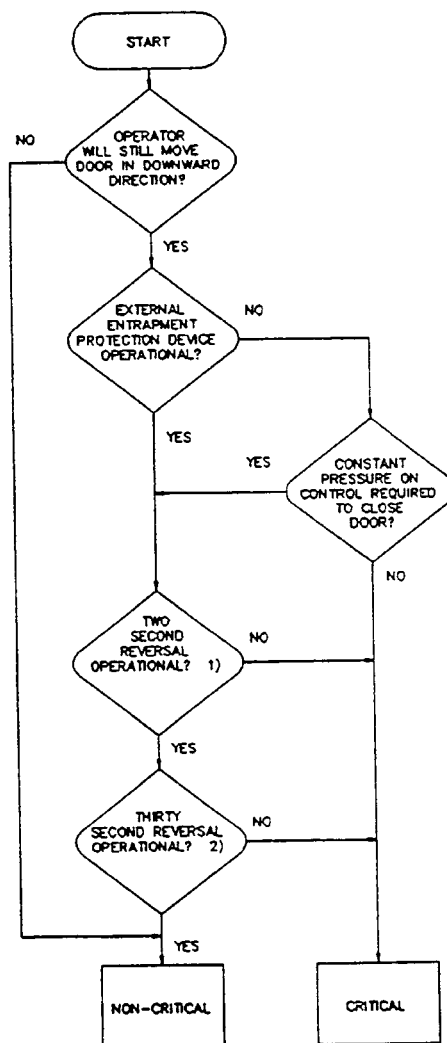 START
NO
OPERATOR
WILL STILL MOVE
DOOR IN DOWNWARD
DIRECTION?
YES
EXTERNAL
ENTRAPMENT
PROTECTION DEVICE
OPERATIONAL?
NO
YES
YES
CONSTANT
PRESSURE ON
CONTROL REQUIRED
TO CLOSE
DOOR?
NO
TWO
SECOND
REVERSAL
OPERATIONAL? 1)
NO
YES
THIRTY
SECOND REVERSAL
OPERATIONAL? 2)
NO
YES
NON-CRITICAL
CRITICAL